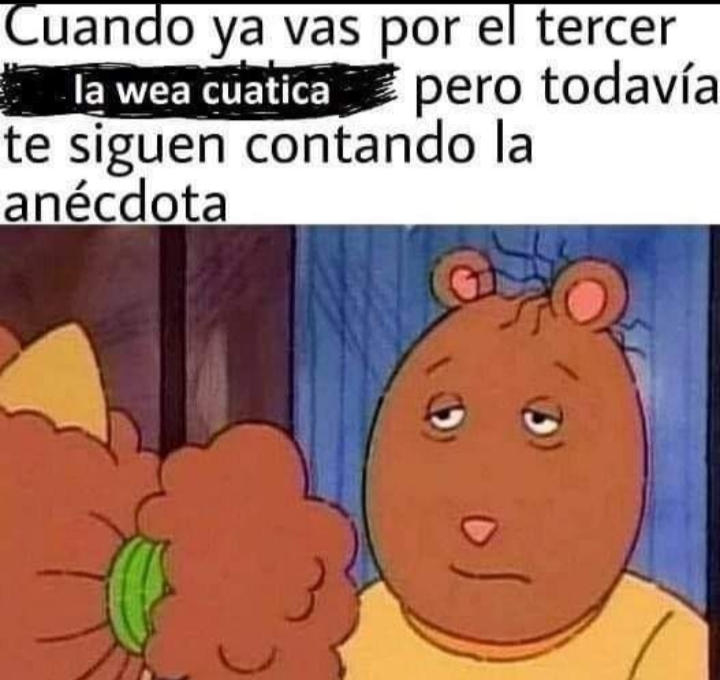 Cuando ya vas por el tercer
la wea cuatica pero todavía
te siguen contando la
anécdota